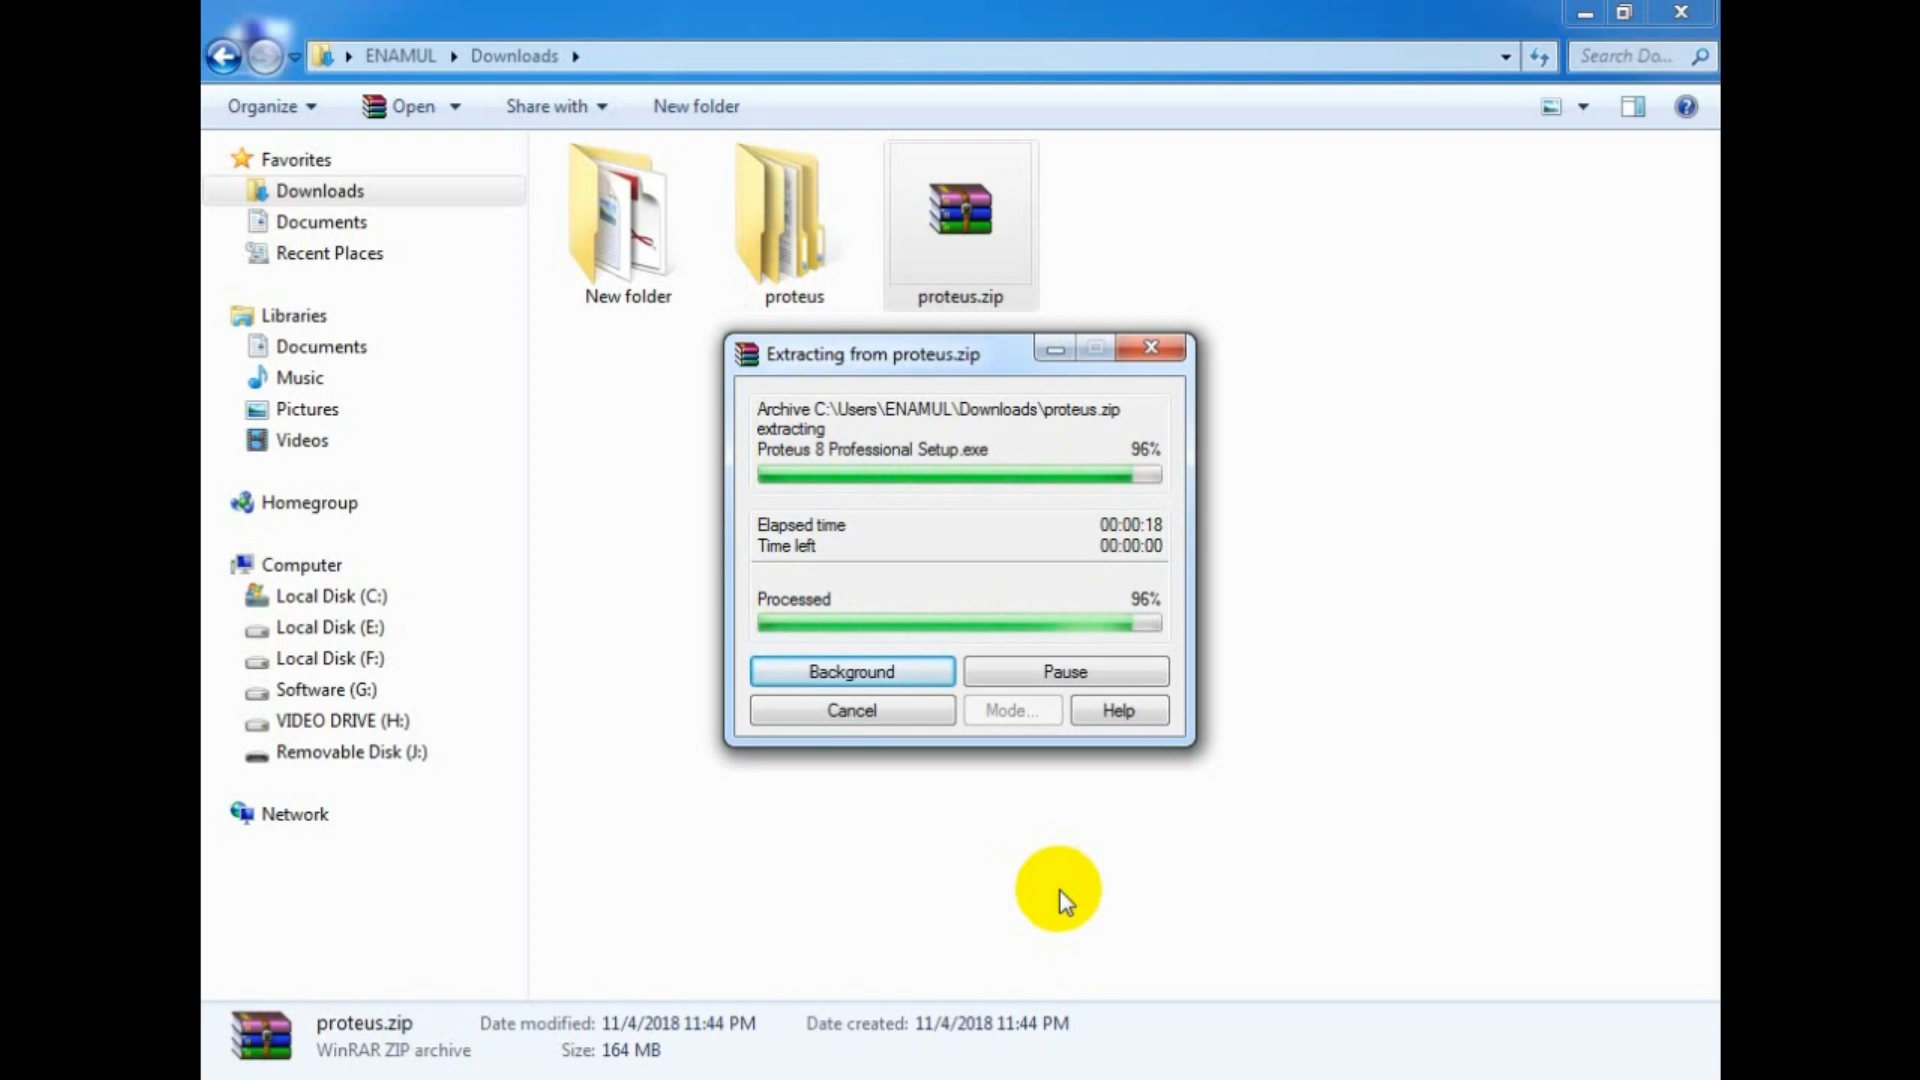 ENAMUL Downloads
Search Do...
Organize Open Share with New folder
Favorites
Downloads
Documents
Recent Places
Libraries
Documents
Music
Pictures
Videos
Homegroup
Computer
Local Disk (C:)
Local Disk (E:)
Local Disk (F:)
Software (G:)
VIDEO DRIVE (H:)
Removable Disk (J:)
Network
New folder proteus proteus.zip
Extracting from proteus.zip
Archive C:\Users\ENAMUL\Downloads\proteus.zip
extracting
Proteus 8 Professional Setup.exe 96%
Elapsed time 00:00:18
Time left 00:00:00
Processed 96%
Background Pause
Cancel Mode... Help
proteus.zip Date modified: 11/4/2018 11:44 PM Date created: 11/4/2018 11:44 PM
WinRAR ZIP archive Size: 164 MB